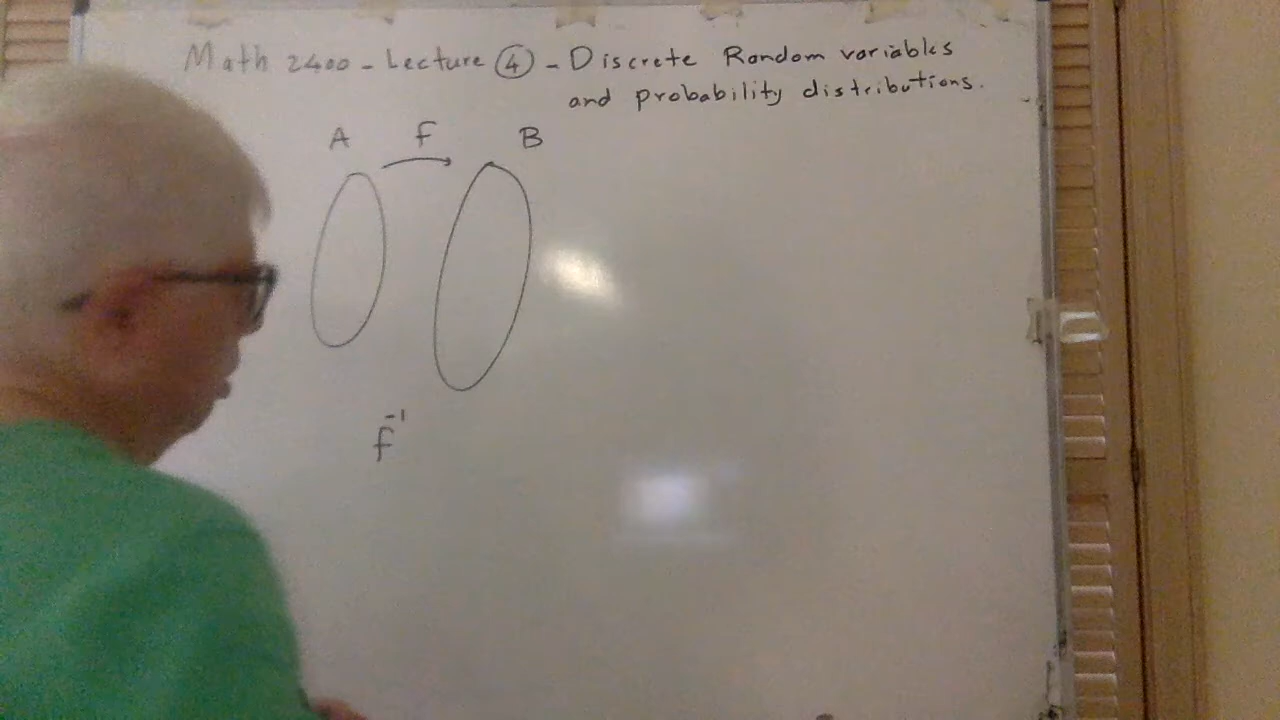 Math 2400 - Lecture ④ - Discrete Random variables
and probability distributions.
A f B
f⁻¹